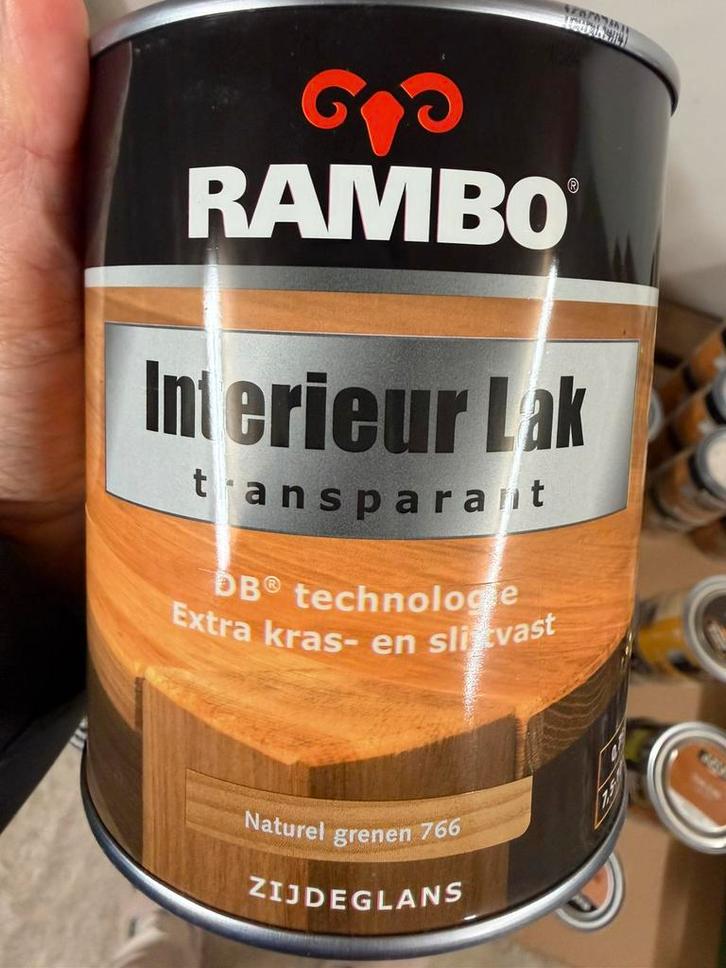 RAMBO®
Interieur Lak
transparant
DB® technologie
Extra kras- en slijtvast
Naturel grenen 766
ZIJDEGLANS